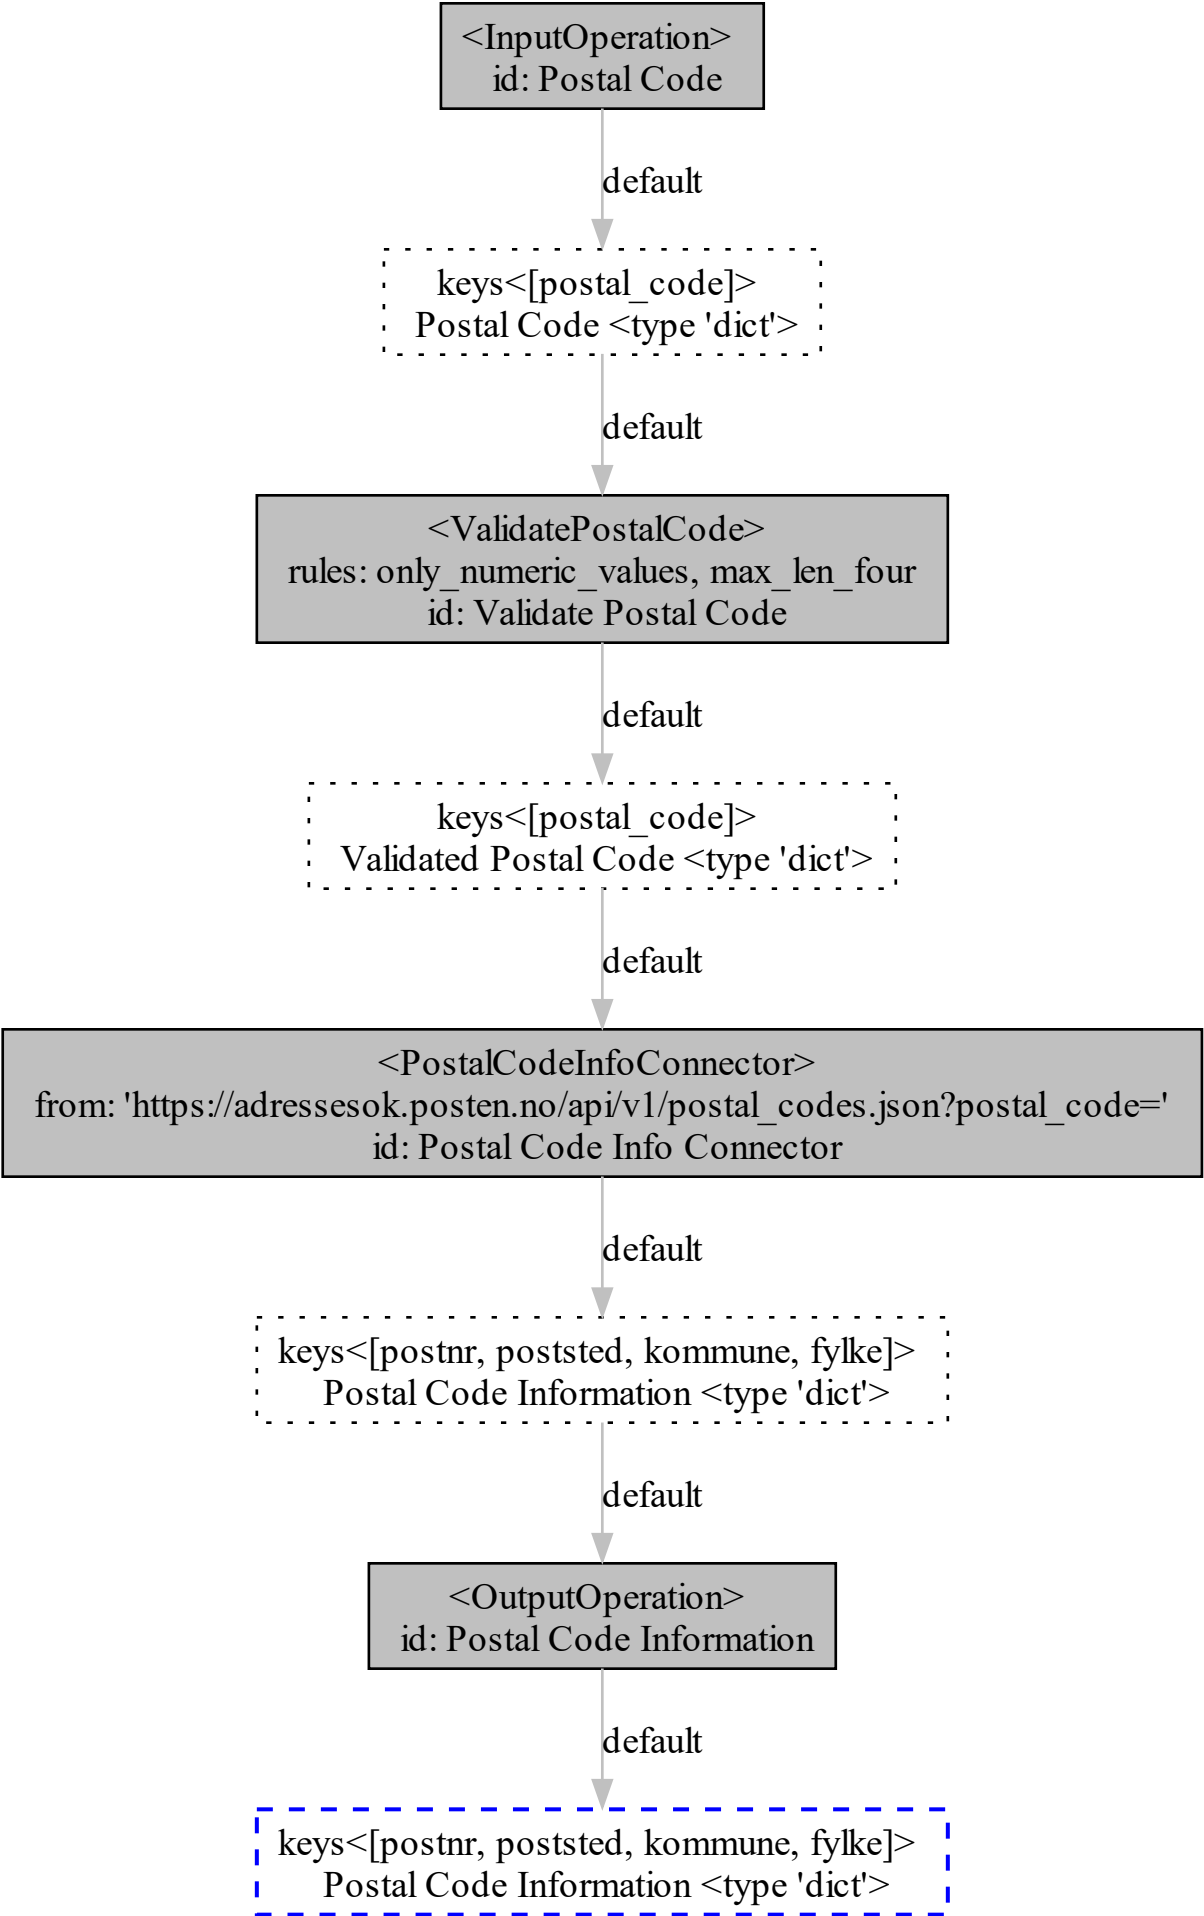 <InputOperation>
id: Postal Code
default
keys<[postal_code]>
Postal Code <type 'dict'>
default
<ValidatePostalCode>
rules: only_numeric_values, max_len_four
id: Validate Postal Code
default
keys<[postal_code]>
Validated Postal Code <type 'dict'>
default
<PostalCodeInfoConnector>
from: 'https://adressesok.posten.no/api/v1/postal_codes.json?postal_code='
id: Postal Code Info Connector
default
keys<[postnr, poststed, kommune, fylke]>
Postal Code Information <type 'dict'>
default
<OutputOperation>
id: Postal Code Information
default
keys<[postnr, poststed, kommune, fylke]>
Postal Code Information <type 'dict'>